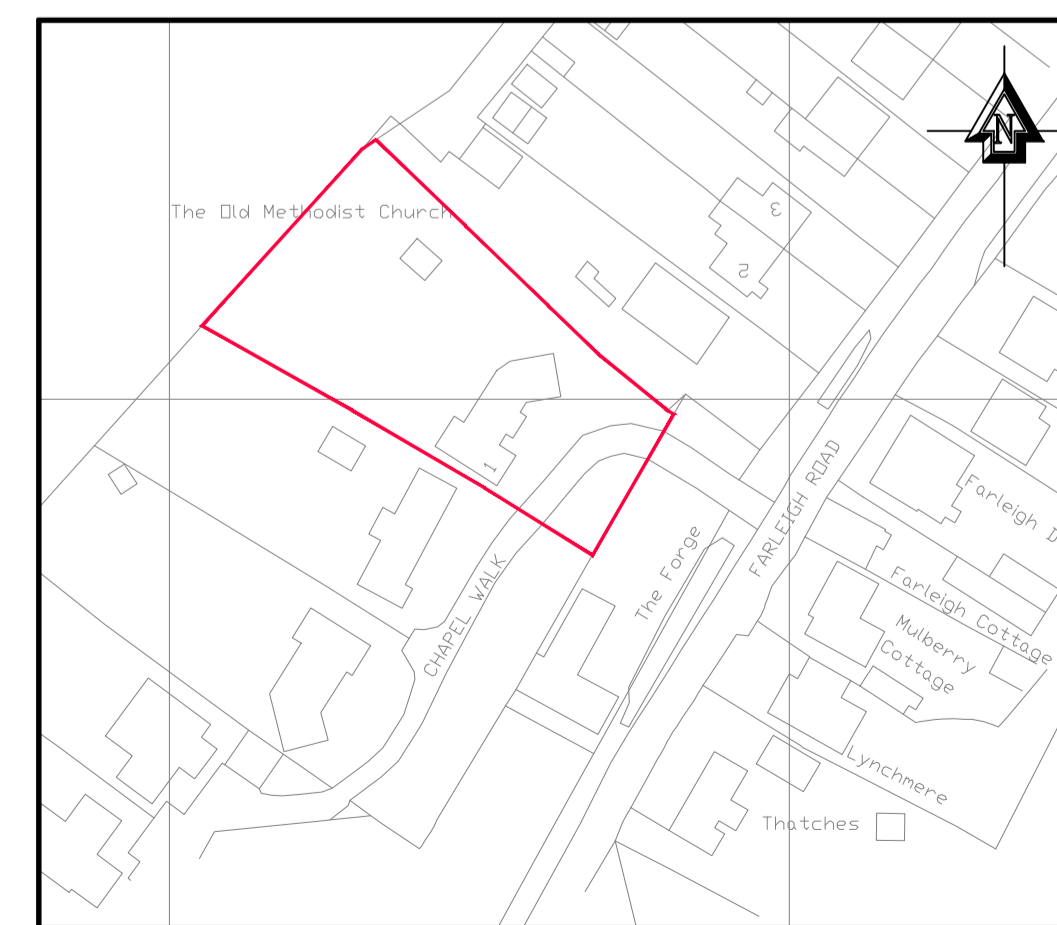 N
The Old Methodist Church
3
2
1
FARLEIGH ROAD
CHAPEL WALK
The Forge
Farleigh D
Farleigh Cottage
Mulberry
Cottage
Lynchmere
Thatches